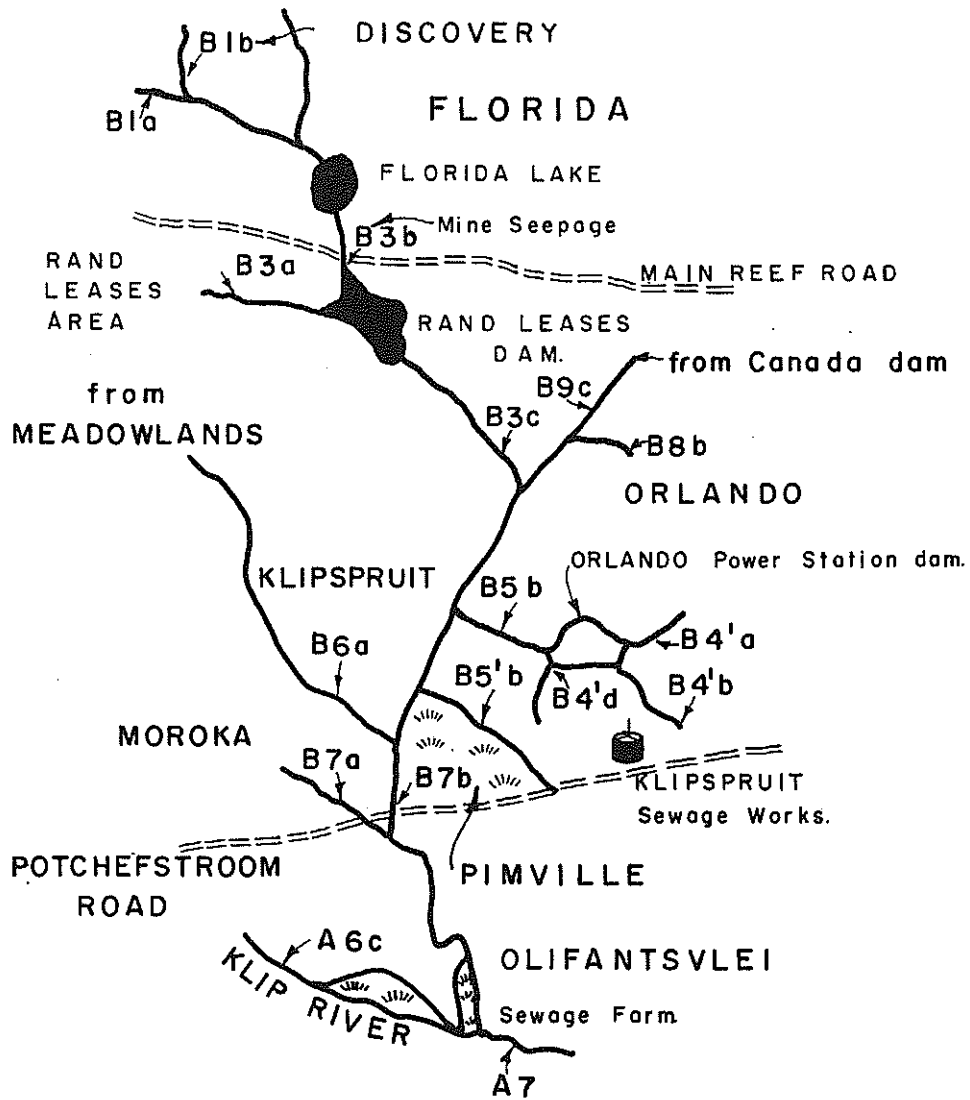 DISCOVERY
B1b
B1a
FLORIDA
FLORIDA LAKE
Mine Seepage
B3b
RAND
LEASES
AREA
B3a
MAIN REEF ROAD
RAND LEASES
DAM.
from Canada dam
B9c
from
MEADOWLANDS
B3c
B8b
ORLANDO
KLIPSPRUIT
ORLANDO Power Station dam.
B5b
B4'a
B6a
B5'b
B4'd
B4'b
MOROKA
B7a
B7b
KLIPSPRUIT
Sewage Works.
POTCHEFSTROOM
ROAD
PIMVILLE
A6c
KLIP RIVER
OLIFANTSVLEI
Sewage Farm
A7